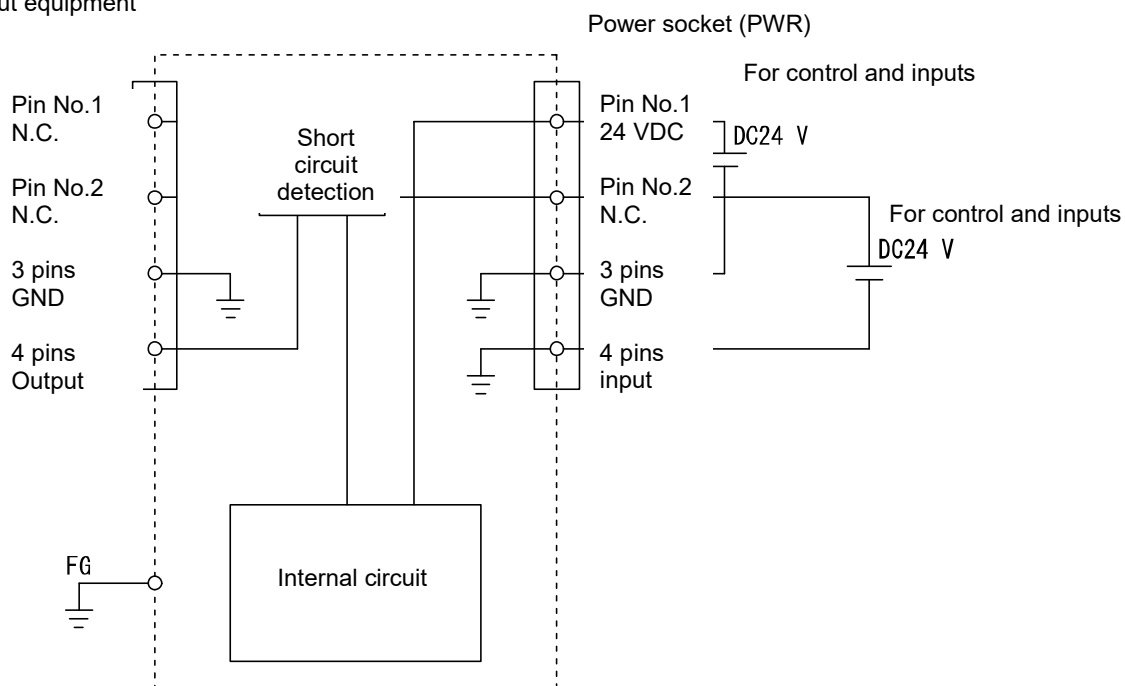 ut equipment
Power socket (PWR)
For control and inputs
Pin No.1
N.C.
Pin No.2
N.C.
3 pins
GND
4 pins
Output
Short
circuit
detection
Pin No.1
24 VDC
DC24 V
Pin No.2
N.C.
For control and inputs
DC24 V
3 pins
GND
4 pins
input
FG
Internal circuit